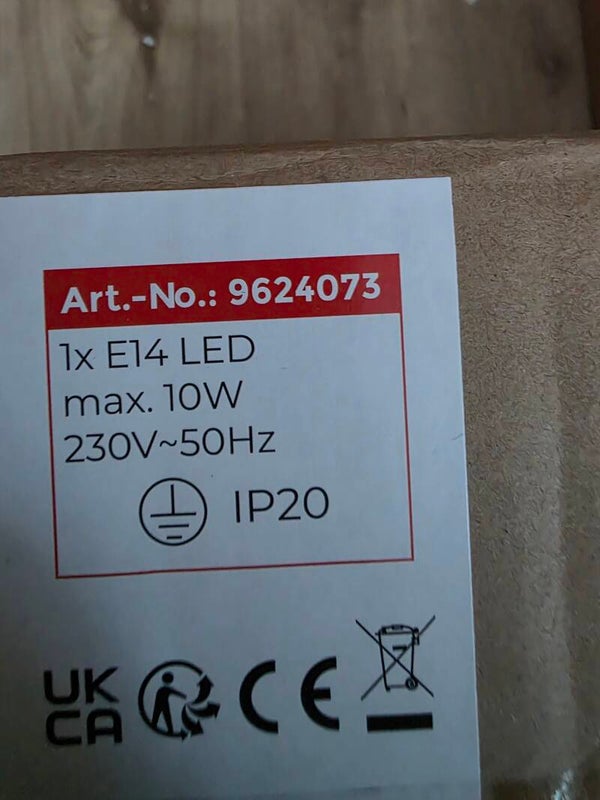 Art.-No.: 9624073
1x E14 LED
max. 10W
230V~50Hz
IP20
UK
CA
CE